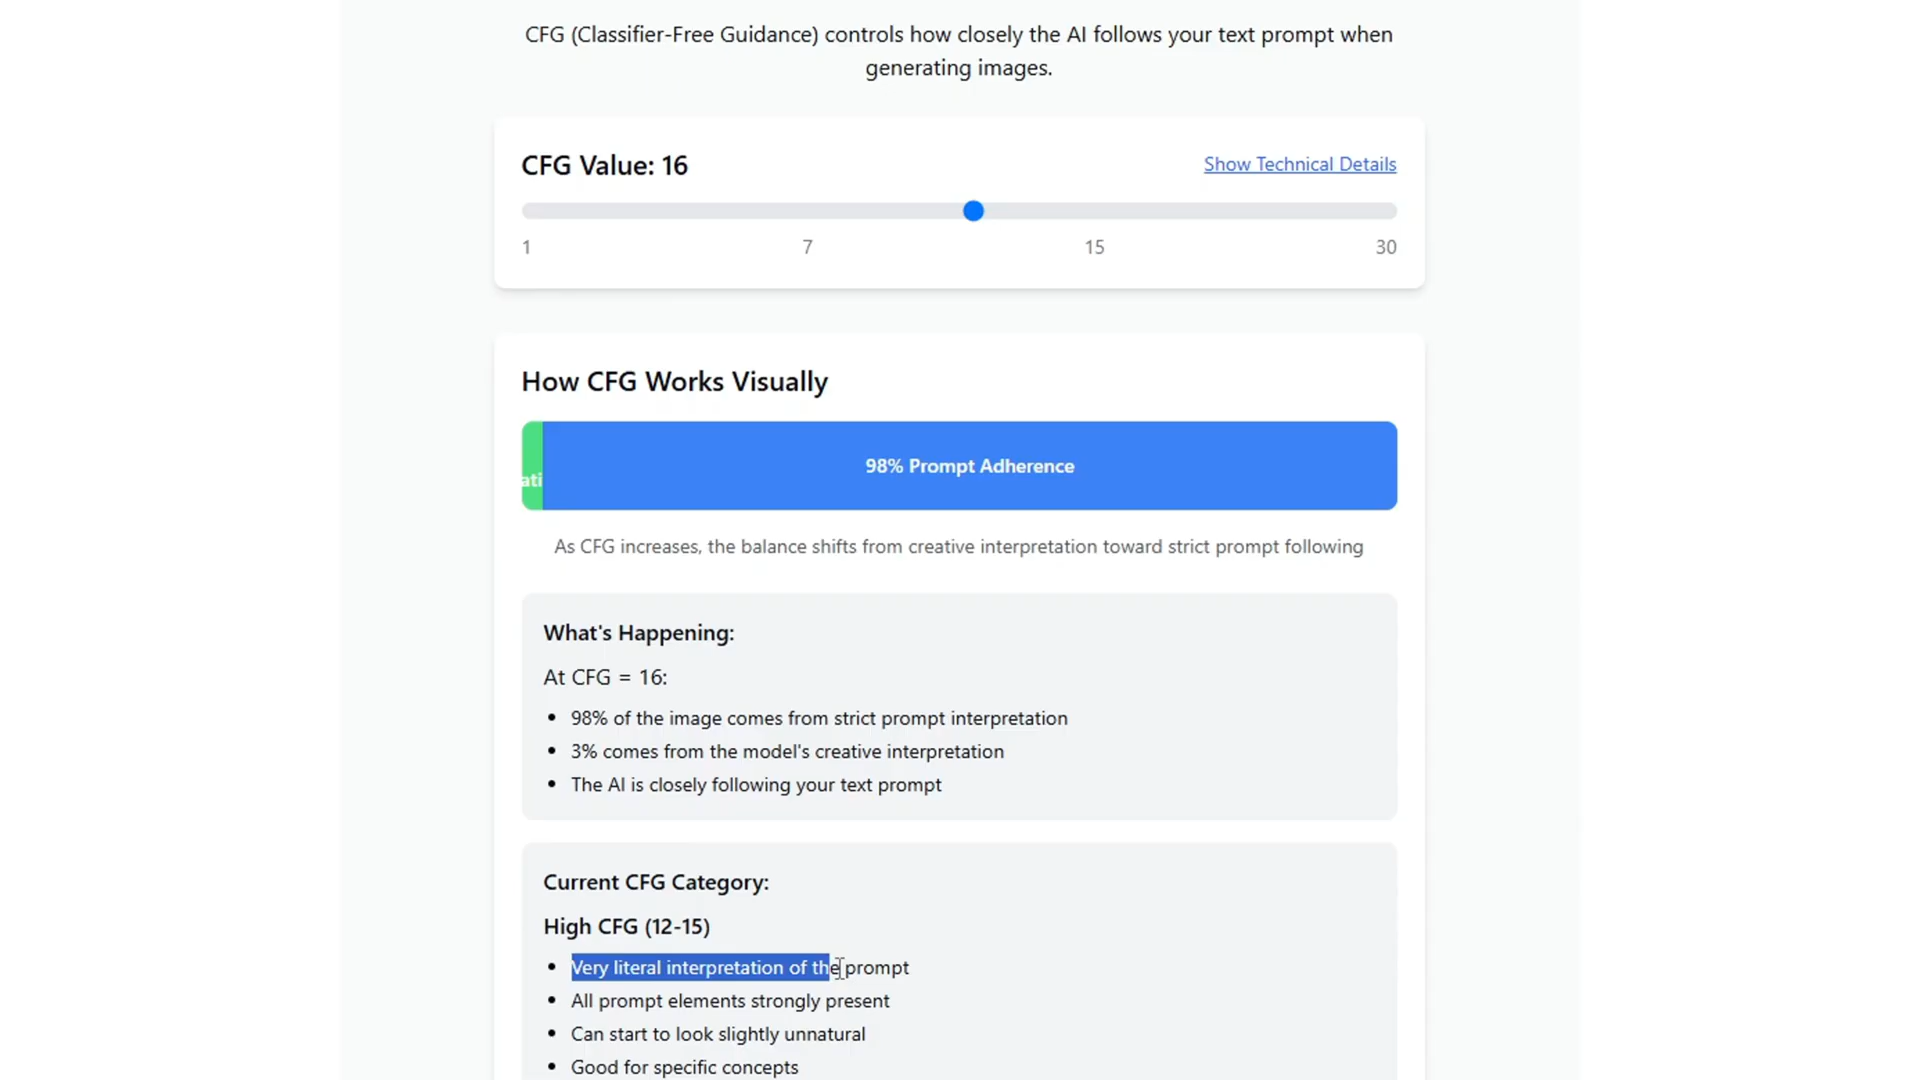 CFG (Classifier-Free Guidance) controls how closely the AI follows your text prompt when
generating images.
CFG Value: 16
Show Technical Details
1 7 15 30
How CFG Works Visually
ati
98% Prompt Adherence
As CFG increases, the balance shifts from creative interpretation toward strict prompt following
What's Happening:
At CFG = 16:
• 98% of the image comes from strict prompt interpretation
• 3% comes from the model's creative interpretation
• The AI is closely following your text prompt
Current CFG Category:
High CFG (12-15)
• Very literal interpretation of the prompt
• All prompt elements strongly present
• Can start to look slightly unnatural
• Good for specific concepts